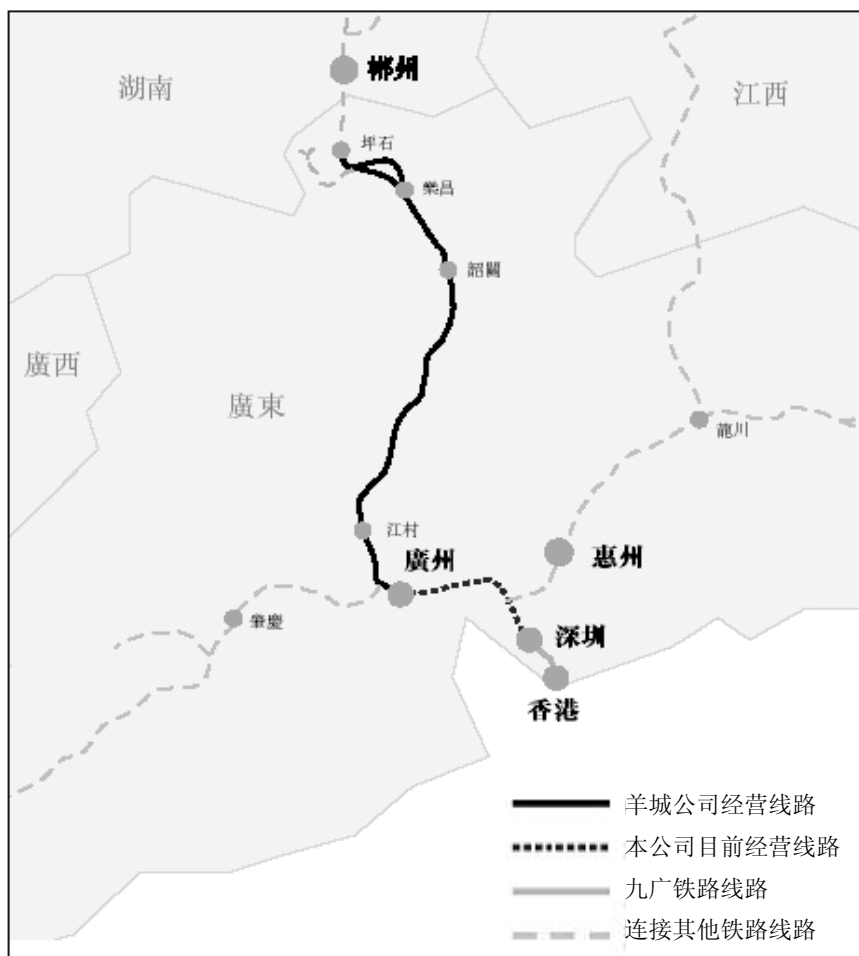 郴州
湖南
江西
坪石
樂昌
韶關
廣西
廣東
龍川
江村
廣州
惠州
肇慶
深圳
香港
羊城公司经营线路
本公司目前经营线路
九广铁路线路
连接其他铁路线路